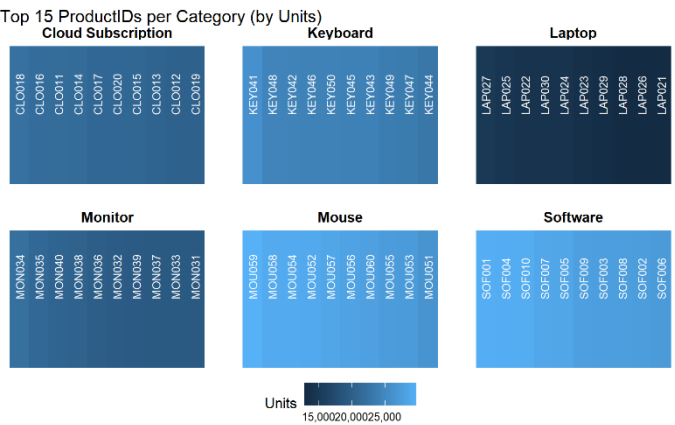 Top 15 ProductIDs per Category (by Units)
Cloud Subscription Keyboard Laptop
CLO018 CLO016 CLO011 CLO014 CLO017 CLO020 CLO015 CLO013 CLO012 CLO019
KEY041 KEY048 KEY042 KEY046 KEY050 KEY045 KEY043 KEY049 KEY047 KEY044
LAP027 LAP025 LAP022 LAP030 LAP024 LAP023 LAP029 LAP028 LAP026 LAP021
Monitor Mouse Software
MON034 MON035 MON040 MON038 MON036 MON032 MON039 MON037 MON033 MON031
MOU059 MOU058 MOU054 MOU052 MOU057 MOU056 MOU060 MOU055 MOU053 MOU051
SOF001 SOF004 SOF010 SOF007 SOF005 SOF009 SOF003 SOF008 SOF002 SOF006
Units
15,00020,00025,000